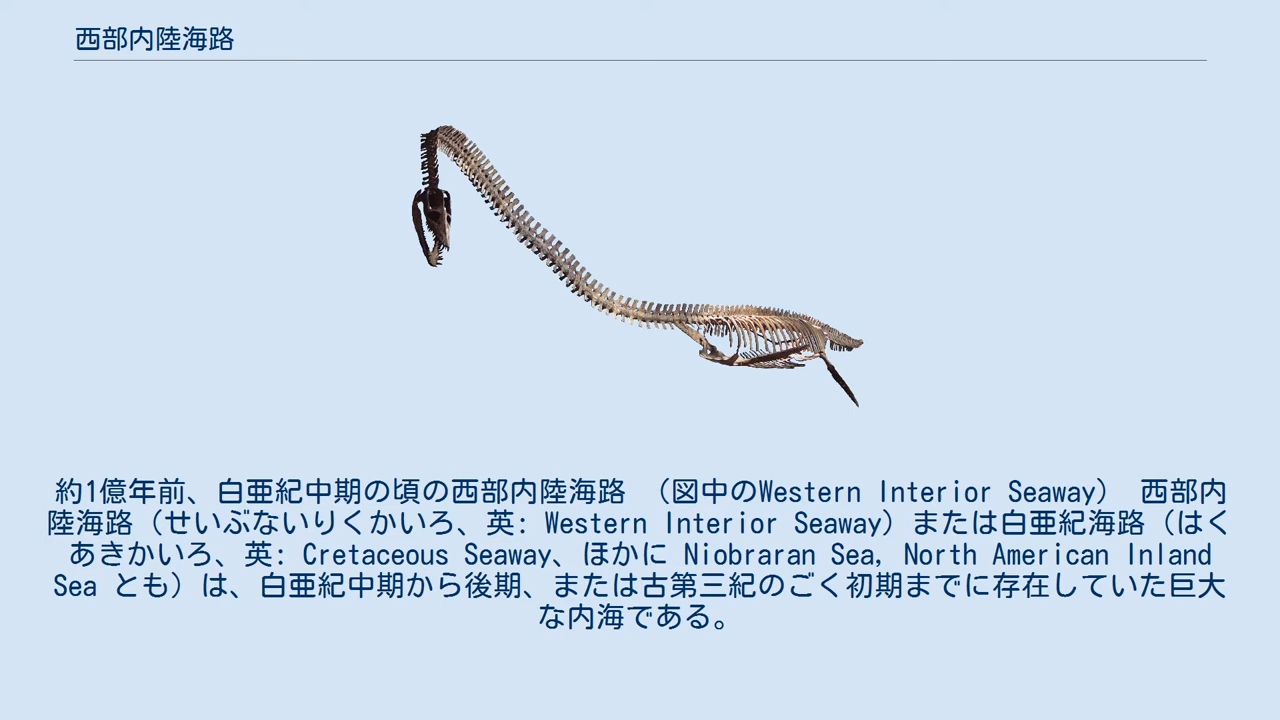 西部内陸海路
約1億年前、白亜紀中期の頃の西部内陸海路 （図中のWestern Interior Seaway） 西部内
陸海路（せいぶないりくかいろ、英: Western Interior Seaway）または白亜紀海路（はく
あきかいろ、英: Cretaceous Seaway、ほかに Niobraran Sea, North American Inland
Sea とも）は、白亜紀中期から後期、または古第三紀のごく初期までに存在していた巨大
な内海である。